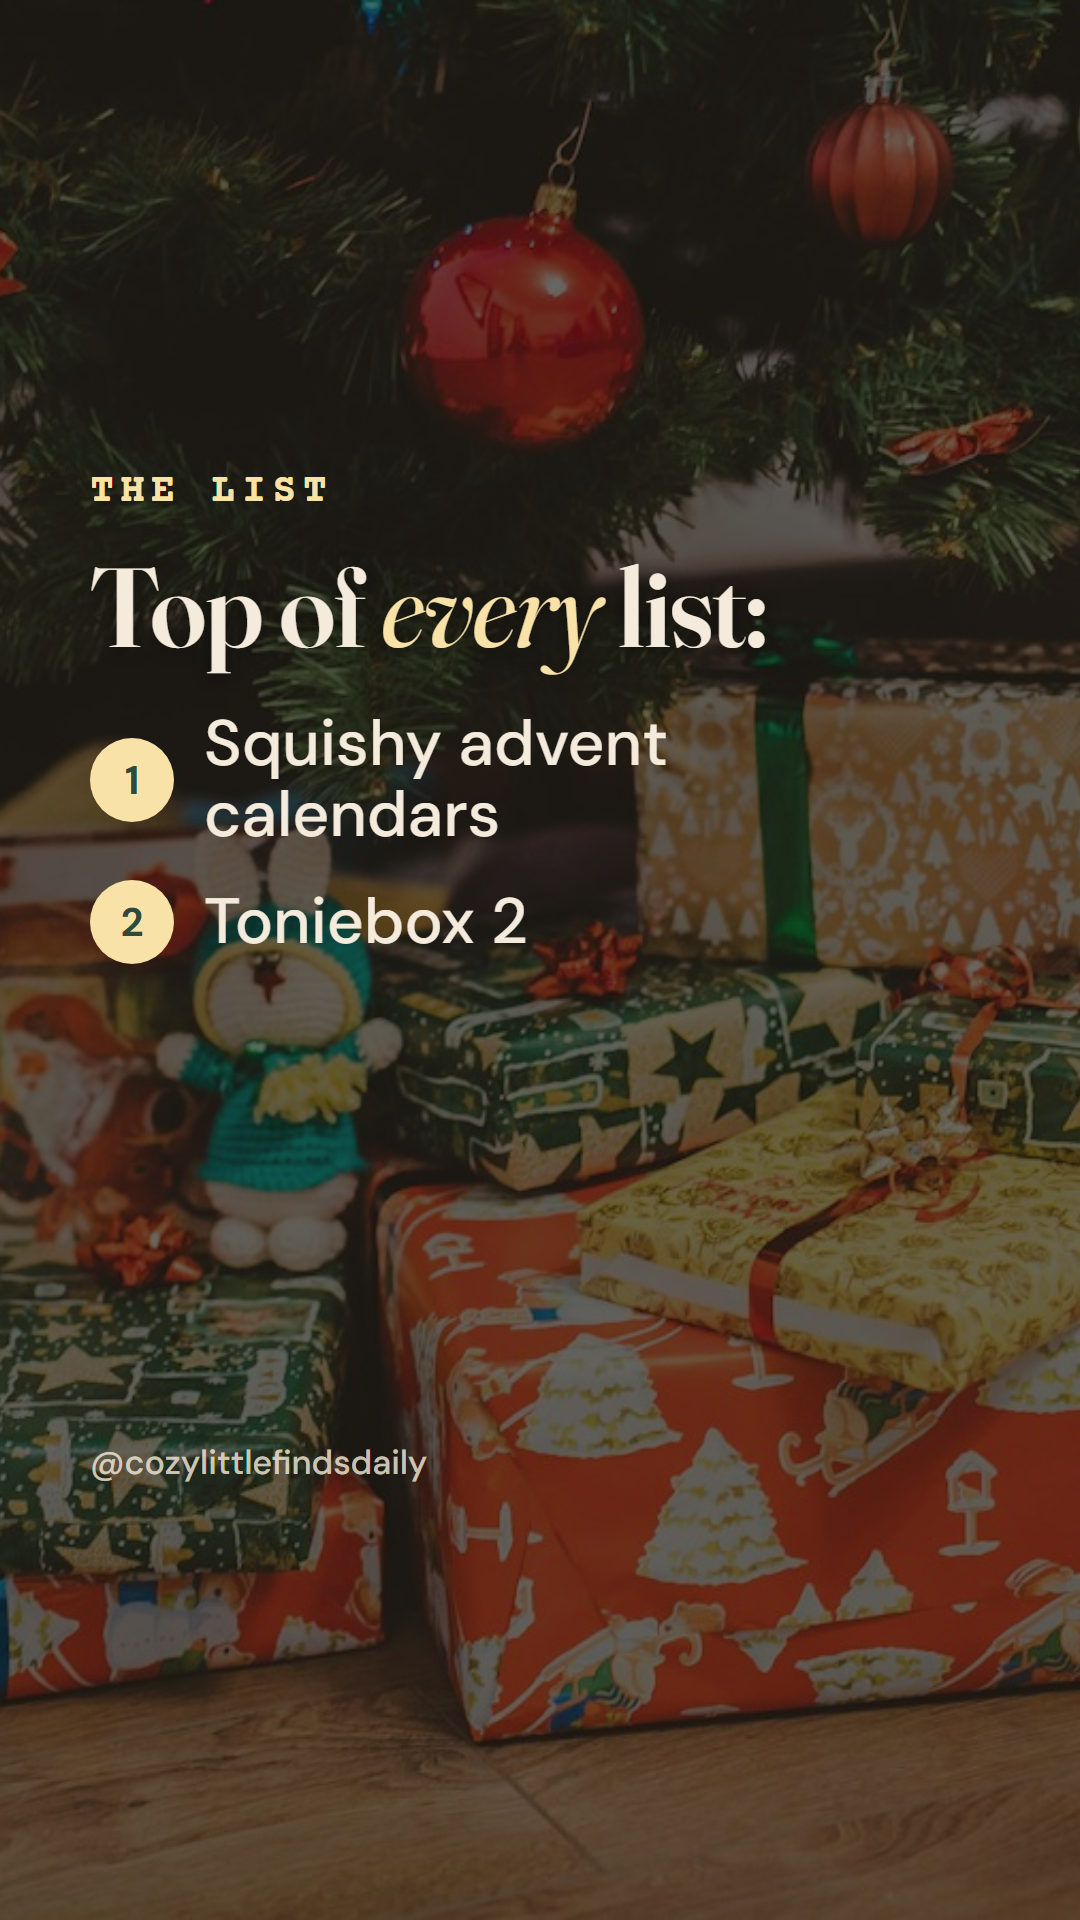 THE LIST
Top of every list:
1
Squishy advent
calendars
2
Toniebox 2
@cozylittlefindsdaily